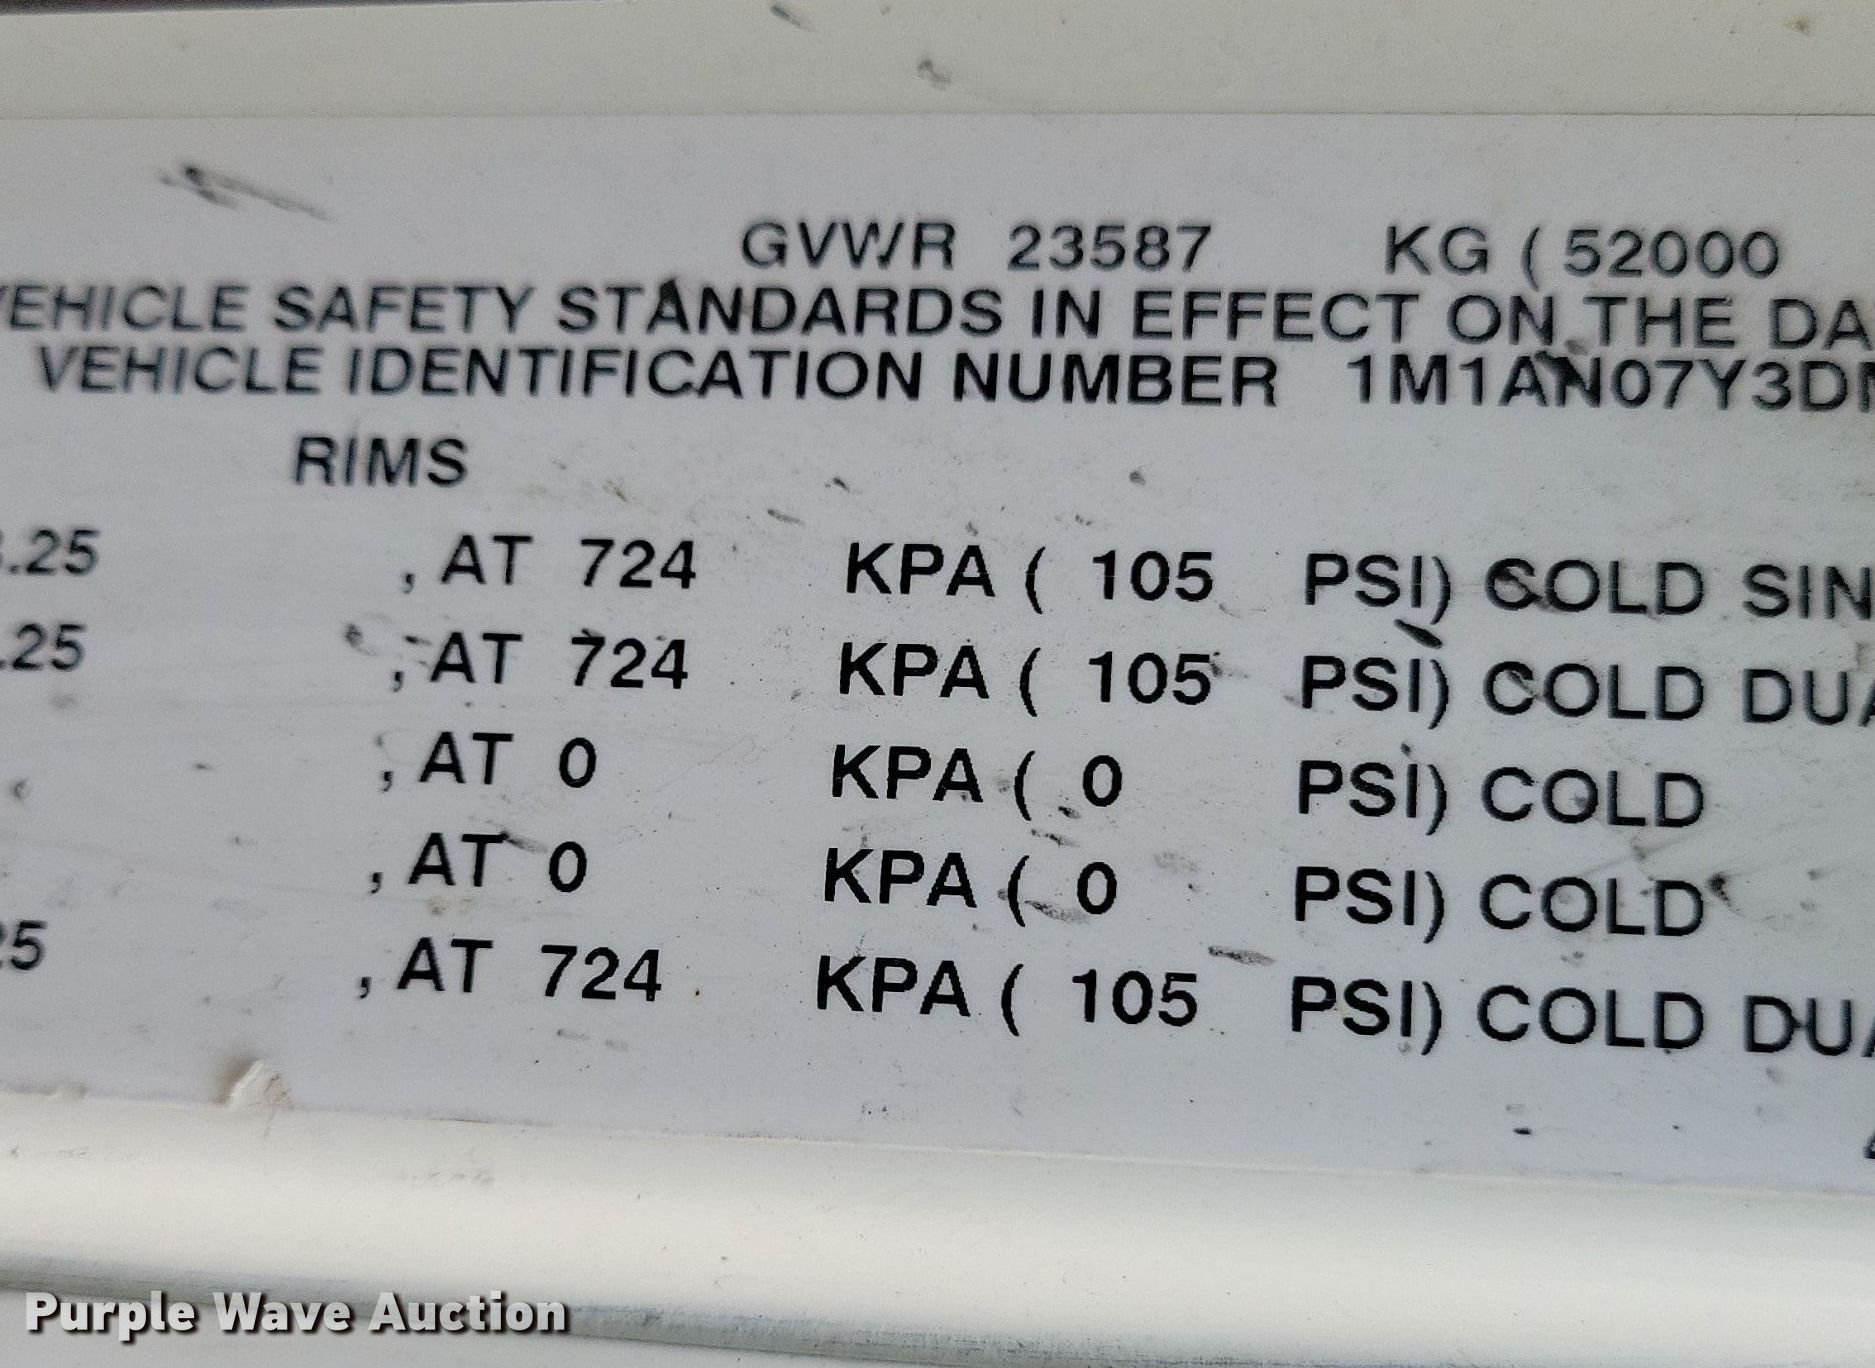 GVWR 23587 KG ( 52000
VEHICLE SAFETY STANDARDS IN EFFECT ON THE DA
VEHICLE IDENTIFICATION NUMBER 1M1AN07Y3D
RIMS
.25 , AT 724 KPA ( 105 PSI) COLD SIN
.25 , AT 724 KPA ( 105 PSI) COLD DUA
, AT 0 KPA ( 0 PSI) COLD
, AT 0 KPA ( 0 PSI) COLD
25 , AT 724 KPA ( 105 PSI) COLD DUA
Purple Wave Auction